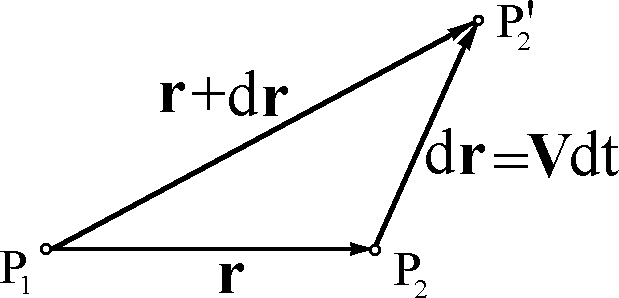 P₂'
r+dr
dr=Vdt
P₁
r
P₂